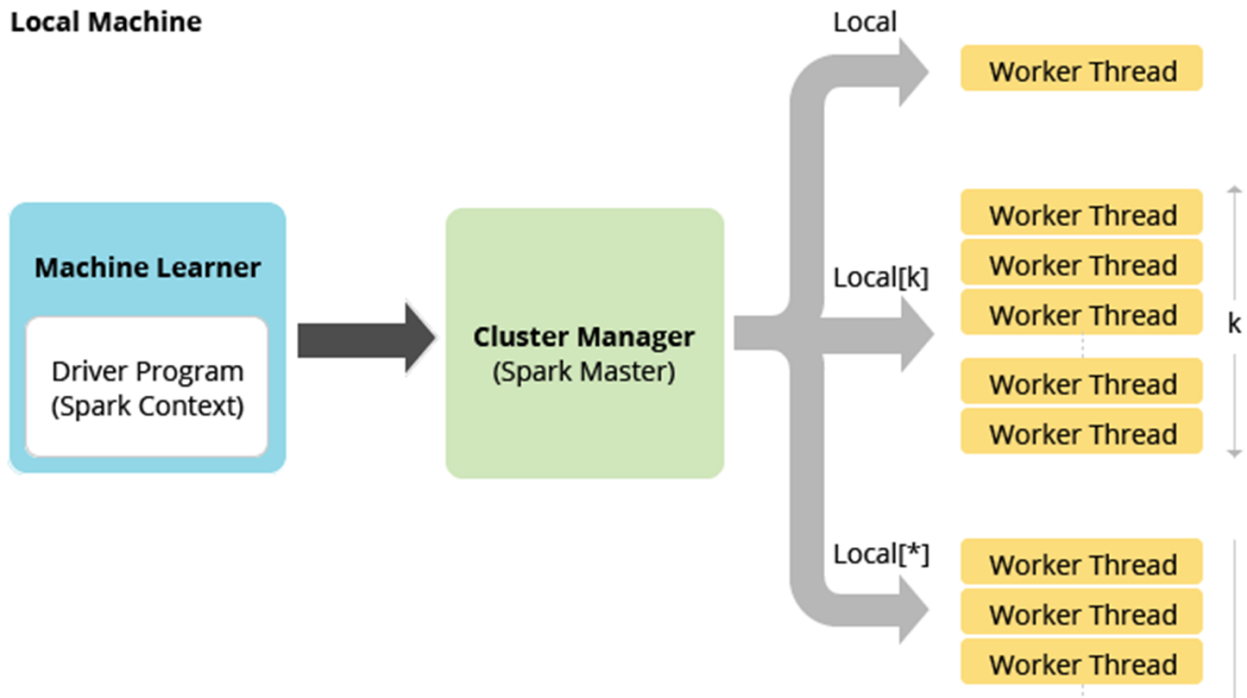 Local Machine
Machine Learner
Driver Program
(Spark Context)
Cluster Manager
(Spark Master)
Local
Worker Thread
Local[k]
Worker Thread
Worker Thread
Worker Thread
Worker Thread
Worker Thread
k
Local[*]
Worker Thread
Worker Thread
Worker Thread